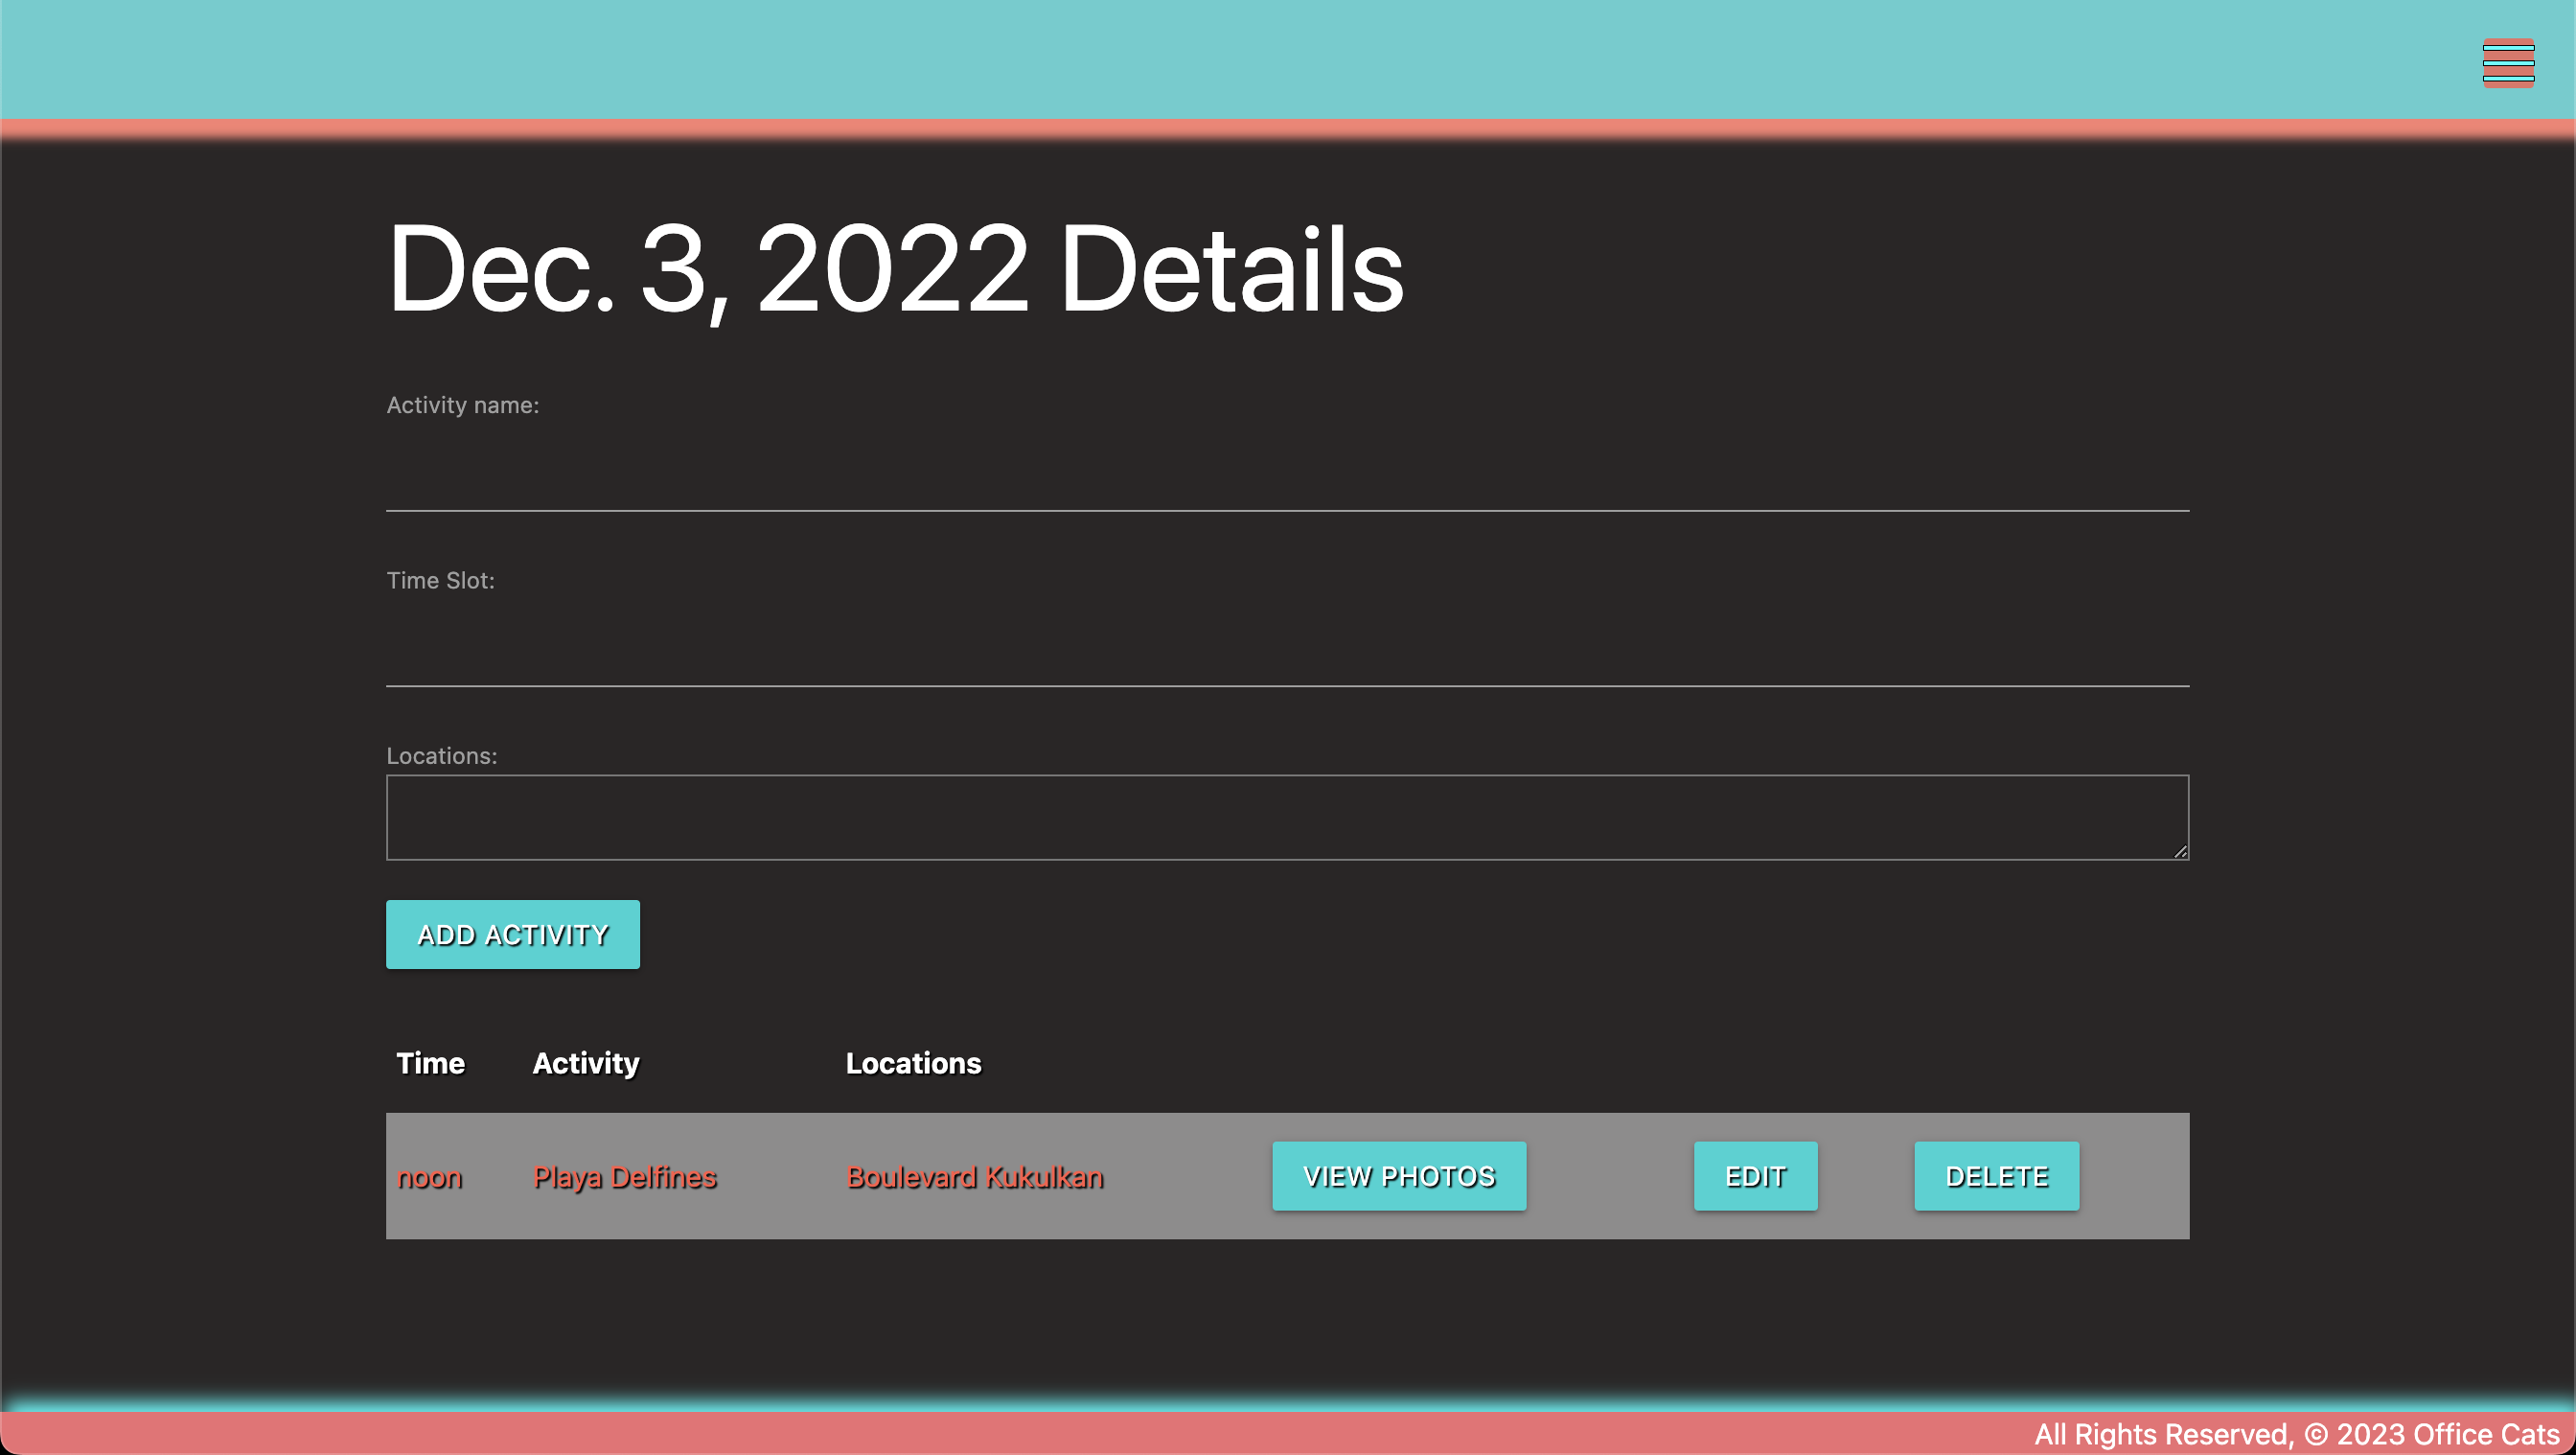 Dec. 3, 2022 Details
Activity name:
Time Slot:
Locations:
ADD ACTIVITY
Time Activity Locations
noon Playa Delfines Boulevard Kukulkan VIEW PHOTOS EDIT DELETE
All Rights Reserved, © 2023 Office Cats